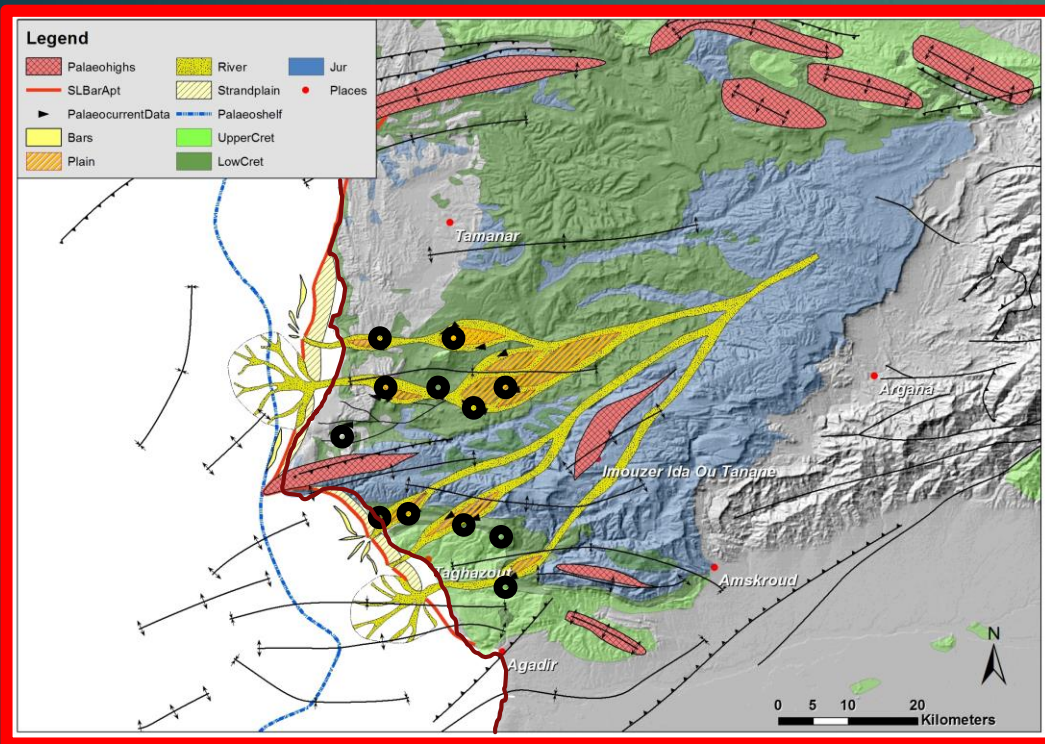 Legend
Palaeohighs
River
Jur
SLBarApt
Strandplain
Places
PalaeocurrentData
Palaeoshelf
Bars
UpperCret
Plain
LowCret
Tamanar
Argana
Imouzer Ida Ou Tanane
Taghazout
Amskroud
Agadir
N
0 5 10 20
Kilometers